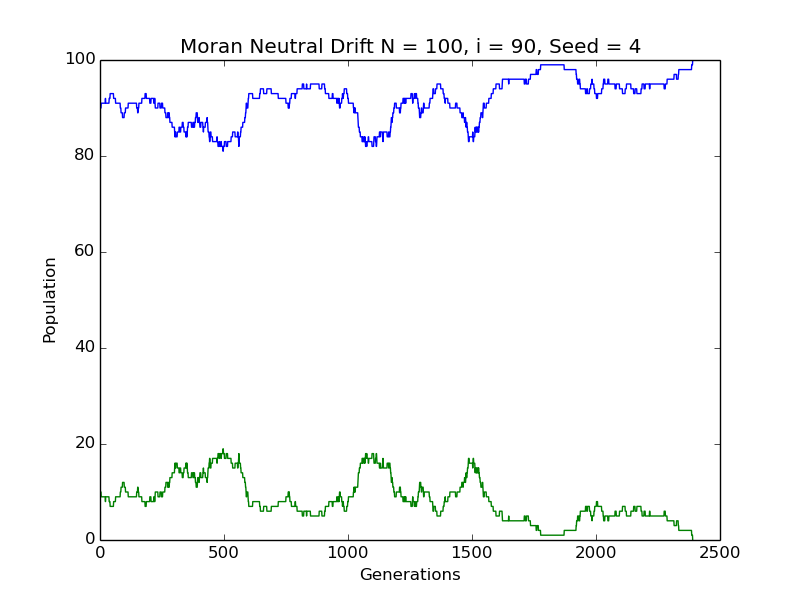 Moran Neutral Drift N = 100, i = 90, Seed = 4
100
80
60
40
20
0
Population
0 500 1000 1500 2000 2500
Generations